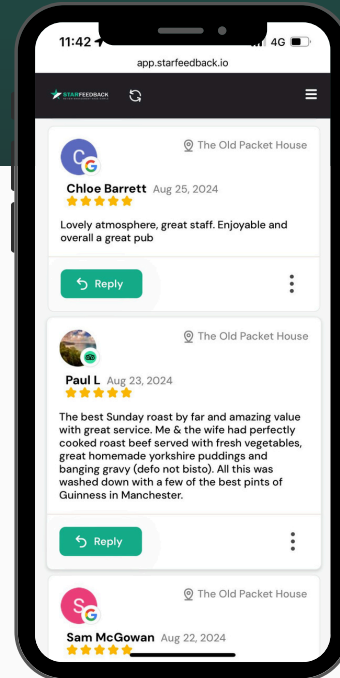 11:42
4G
app.starfeedback.io
STARFEEDBACK
C
The Old Packet House
Chloe Barrett Aug 25, 2024
Lovely atmosphere, great staff. Enjoyable and
overall a great pub
Reply
The Old Packet House
Paul L Aug 23, 2024
The best Sunday roast by far and amazing value
with great service. Me & the wife had perfectly
cooked roast beef served with fresh vegetables,
great homemade yorkshire puddings and
banging gravy (defo not bisto). All this was
washed down with a few of the best pints of
Guinness in Manchester.
Reply
S
The Old Packet House
Sam McGowan Aug 22, 2024